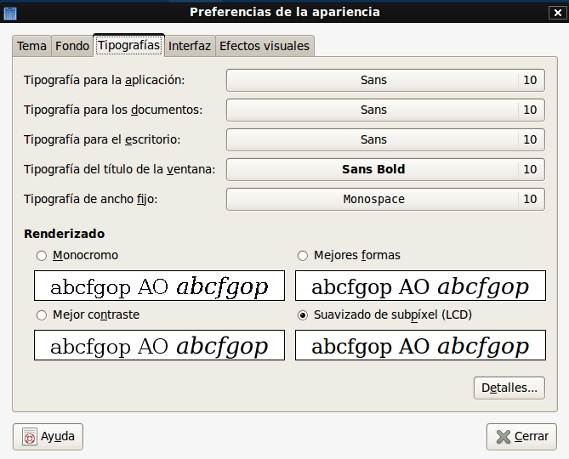 Preferencias de la apariencia
Tema Fondo Tipografías Interfaz Efectos visuales
Tipografía para la aplicación: Sans 10
Tipografía para los documentos: Sans 10
Tipografía para el escritorio: Sans 10
Tipografía del título de la ventana: Sans Bold 10
Tipografía de ancho fijo: Monospace 10
Renderizado
Monocromo Mejores formas
abcfgop AO abcfgop abcfgop AO abcfgop
Mejor contraste Suavizado de subpíxel (LCD)
abcfgop AO abcfgop abcfgop AO abcfgop
Detalles...
Ayuda Cerrar